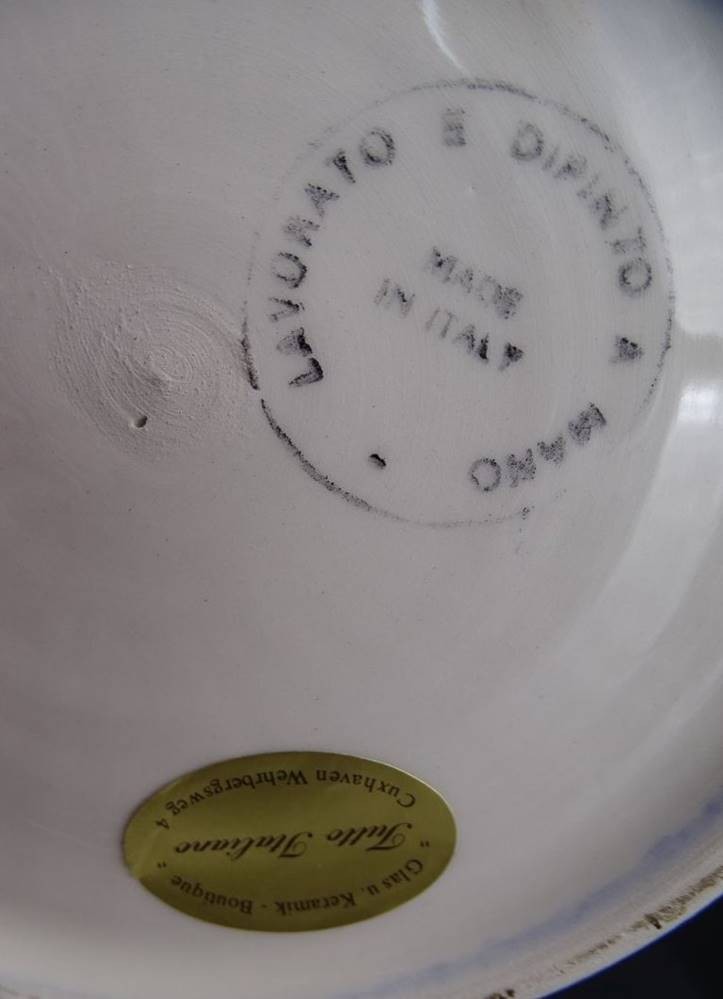 LAVORATO E DIPINTO A MANO
MADE
IN ITALY
Glas u. Keramik - Boutique
" Tutto Italiano "
Cuxhaven Wehrbergsweg 4